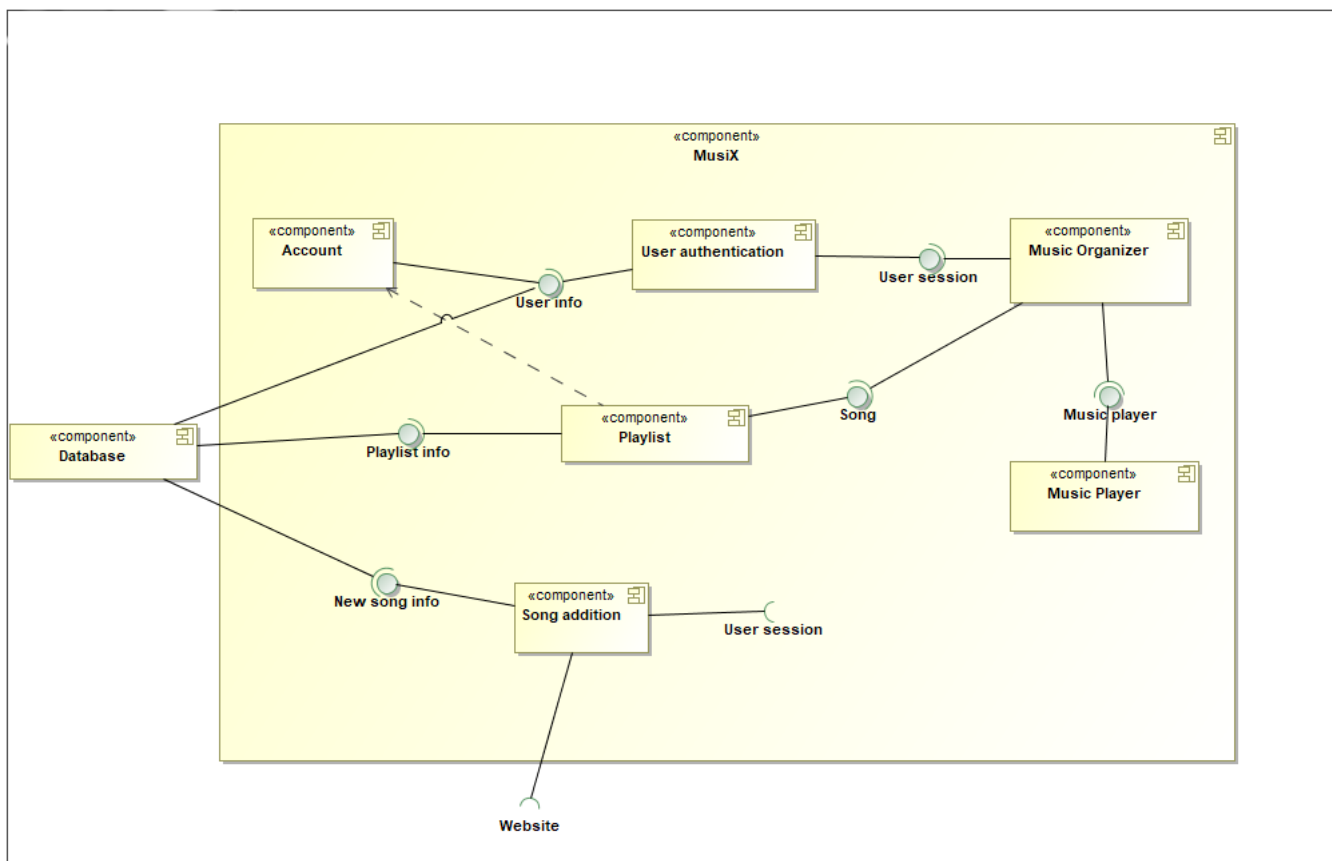 «component»
MusiX
«component»
Account
«component»
User authentication
«component»
Music Organizer
User session
User info
«component»
Playlist
Song
Music player
«component»
Database
Playlist info
«component»
Music Player
New song info
«component»
Song addition
User session
Website